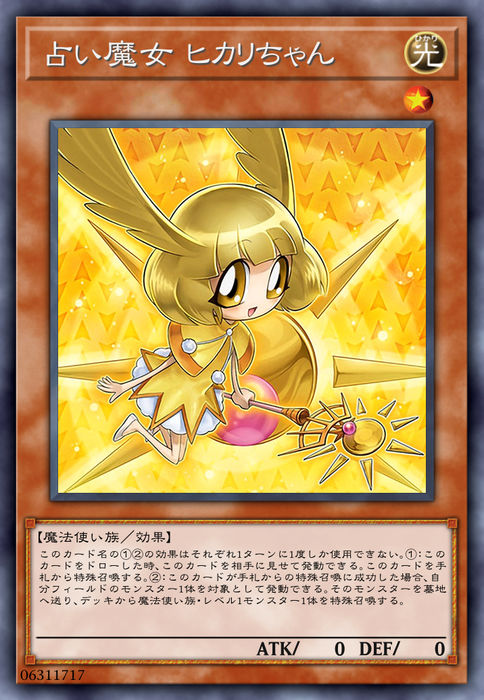 占い魔女 ヒカリちゃん
ひかり
光
【魔法使い族／効果】
このカード名の①②の効果はそれぞれ1ターンに1度しか使用できない。①：この
カードをドローした時、このカードを相手に見せて発動できる。このカードを手
札から特殊召喚する。②：このカードが手札からの特殊召喚に成功した場合、自
分フィールドのモンスター1体を対象として発動できる。そのモンスターを墓地
へ送り、デッキから魔法使い族・レベル1モンスター1体を特殊召喚する。
ATK/ 0 DEF/ 0
06311717